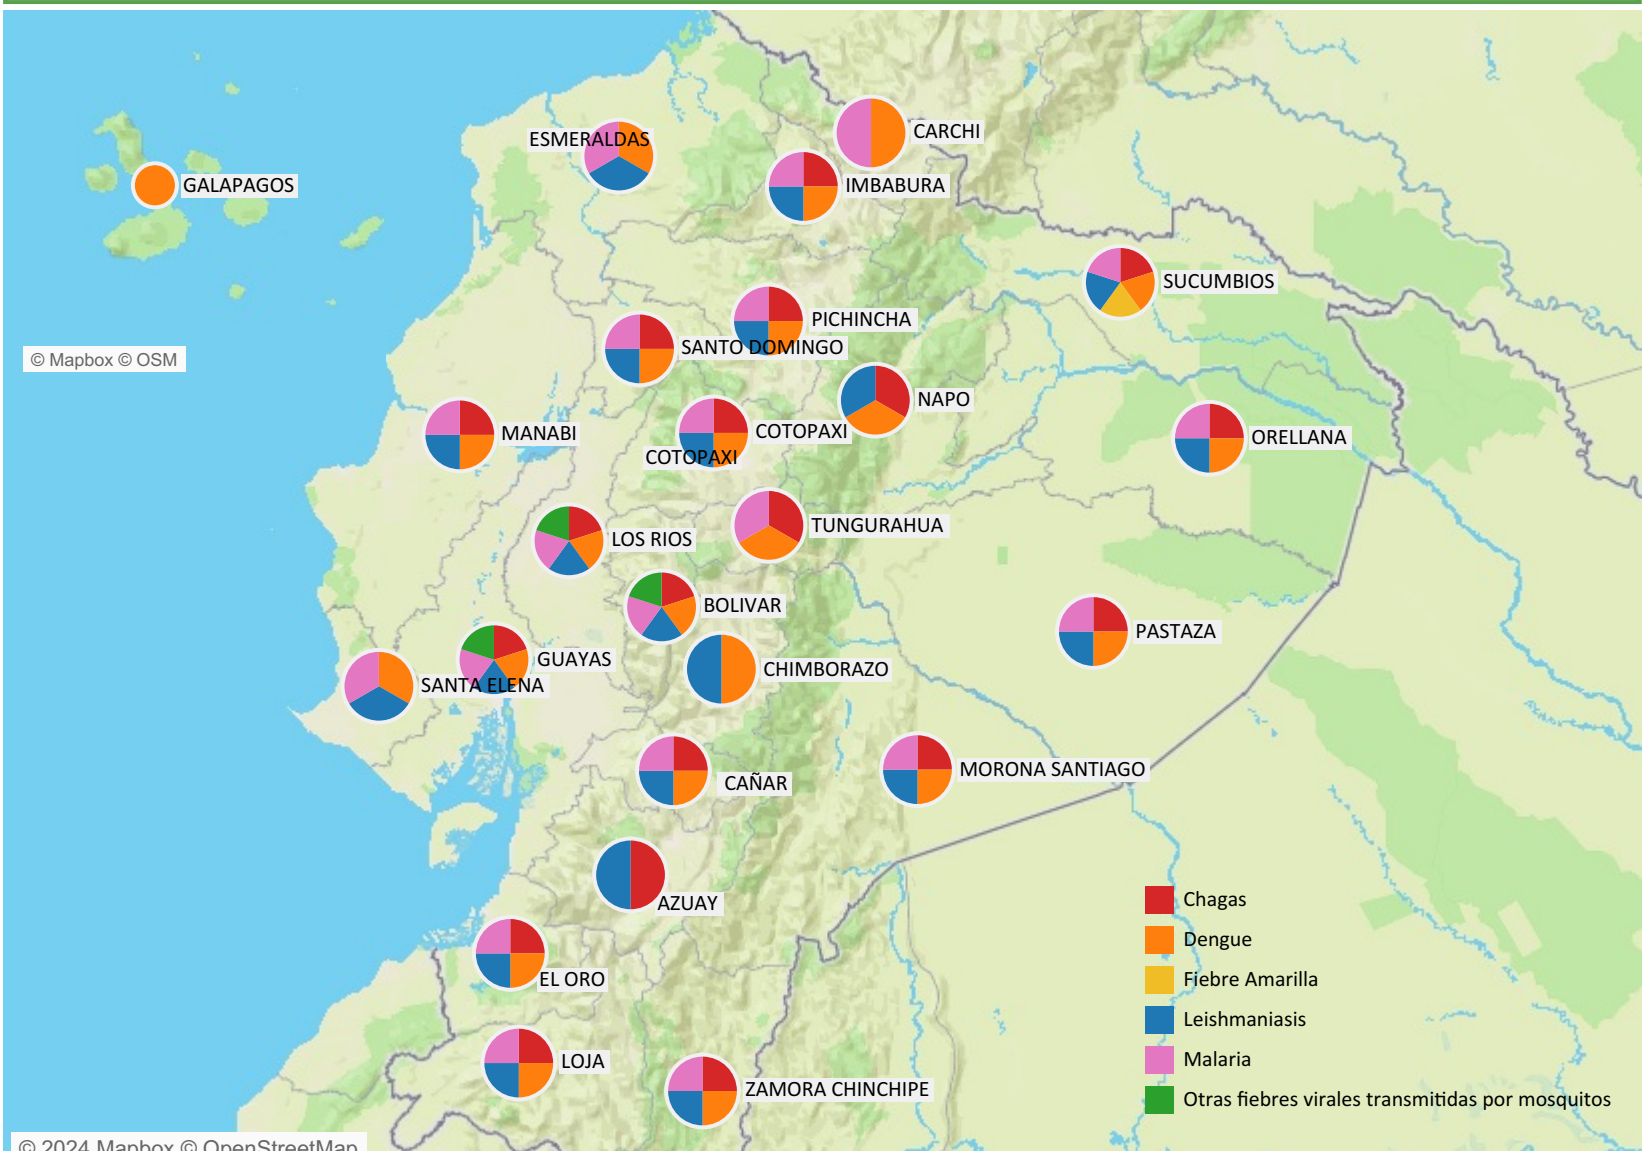 CARCHI
ESMERALDAS
GALAPAGOS
IMBABURA
SUCUMBIOS
PICHINCHA
SANTO DOMINGO
© Mapbox © OSM
NAPO
MANABI
COTOPAXI
ORELLANA
COTOPAXI
TUNGURAHUA
LOS RIOS
BOLIVAR
PASTAZA
GUAYAS
CHIMBORAZO
SANTA ELENA
MORONA SANTIAGO
CAÑAR
AZUAY
EL ORO
LOJA
ZAMORA CHINCHIPE
Chagas
Dengue
Fiebre Amarilla
Leishmaniasis
Malaria
Otras fiebres virales transmitidas por mosquitos
© 2024 Mapbox © OpenStreetMap